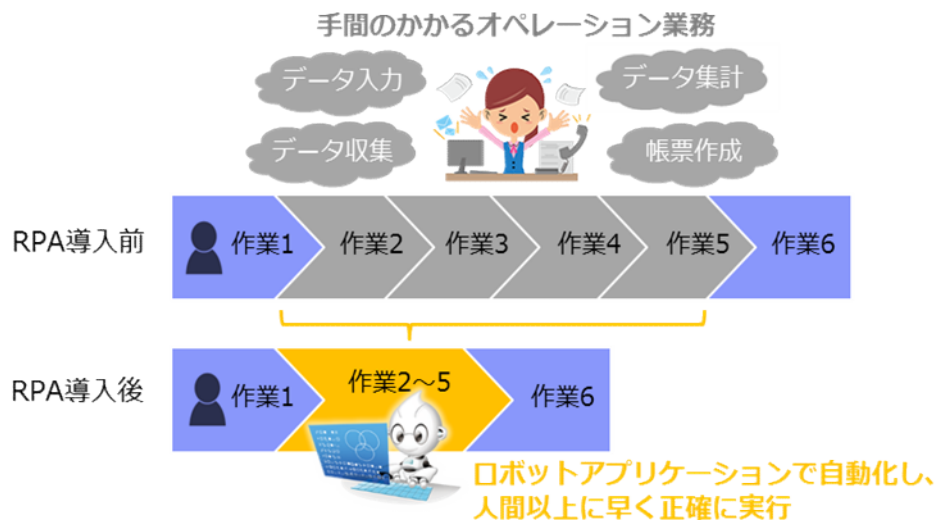 手間のかかるオペレーション業務
データ入力
データ集計
データ収集
帳票作成
RPA導入前
作業1
作業2
作業3
作業4
作業5
作業6
RPA導入後
作業1
作業2～5
作業6
ロボットアプリケーションで自動化し、
人間以上に早く正確に実行